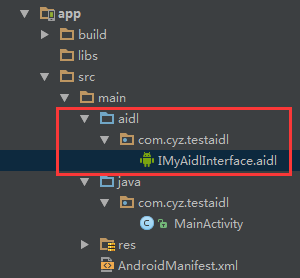 app
build
libs
src
main
aidl
com.cyz.testaidl
IMyAidlInterface.aidl
java
com.cyz.testaidl
C MainActivity
res
AndroidManifest.xml